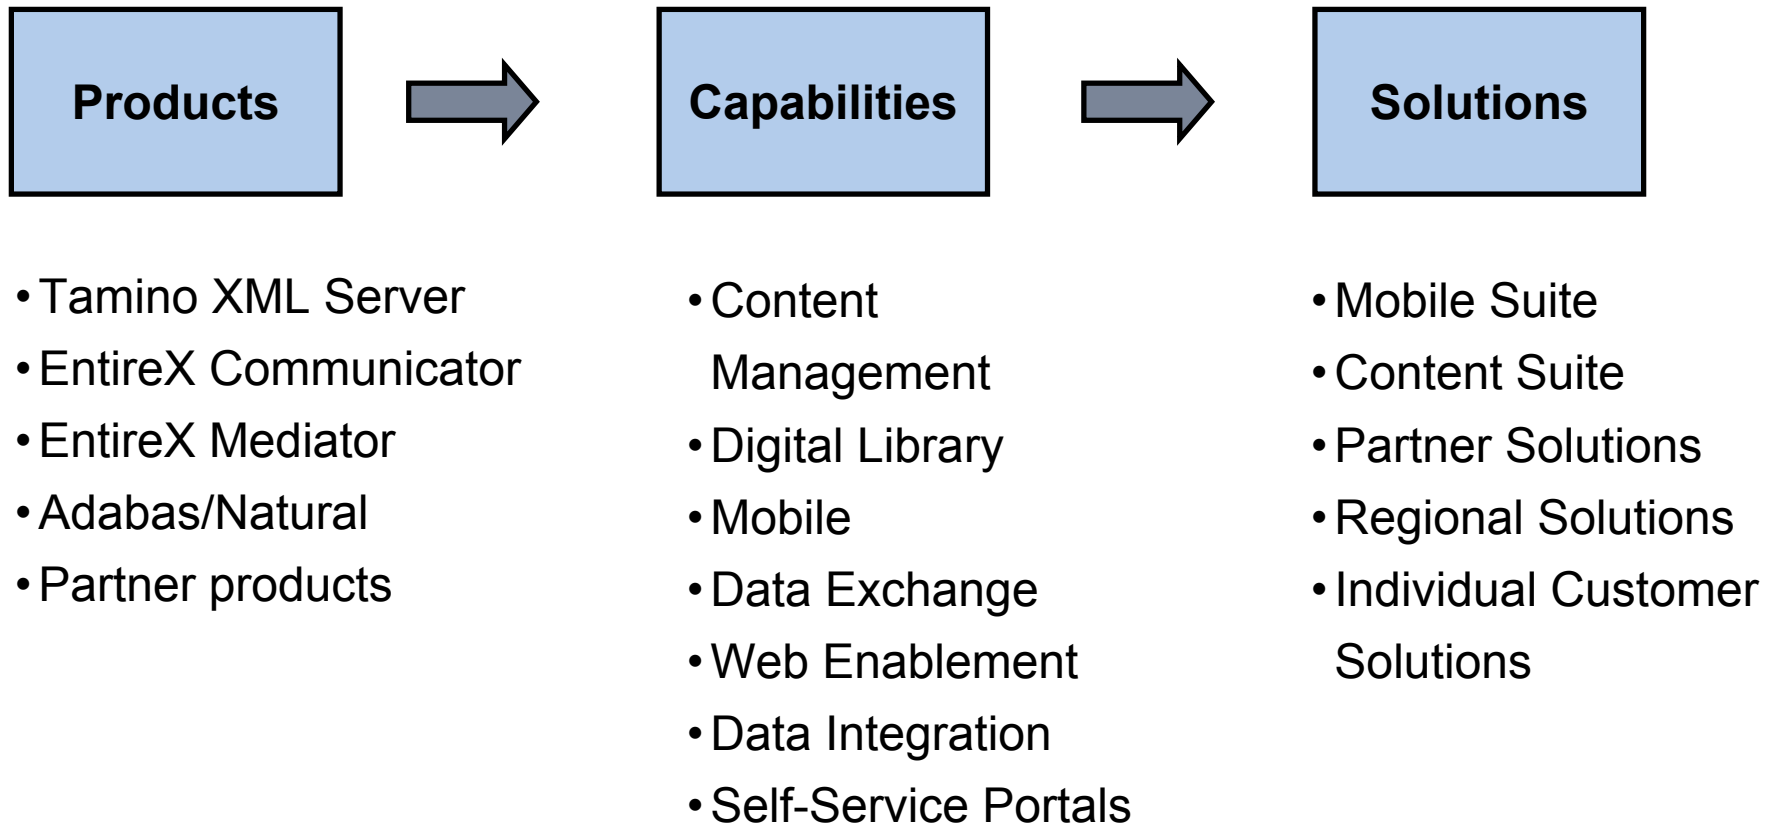 Products
Capabilities
Solutions
• Tamino XML Server
• EntireX Communicator
• EntireX Mediator
• Adabas/Natural
• Partner products
• Content
Management
• Digital Library
• Mobile
• Data Exchange
• Web Enablement
• Data Integration
• Self-Service Portals
• Mobile Suite
• Content Suite
• Partner Solutions
• Regional Solutions
• Individual Customer
Solutions